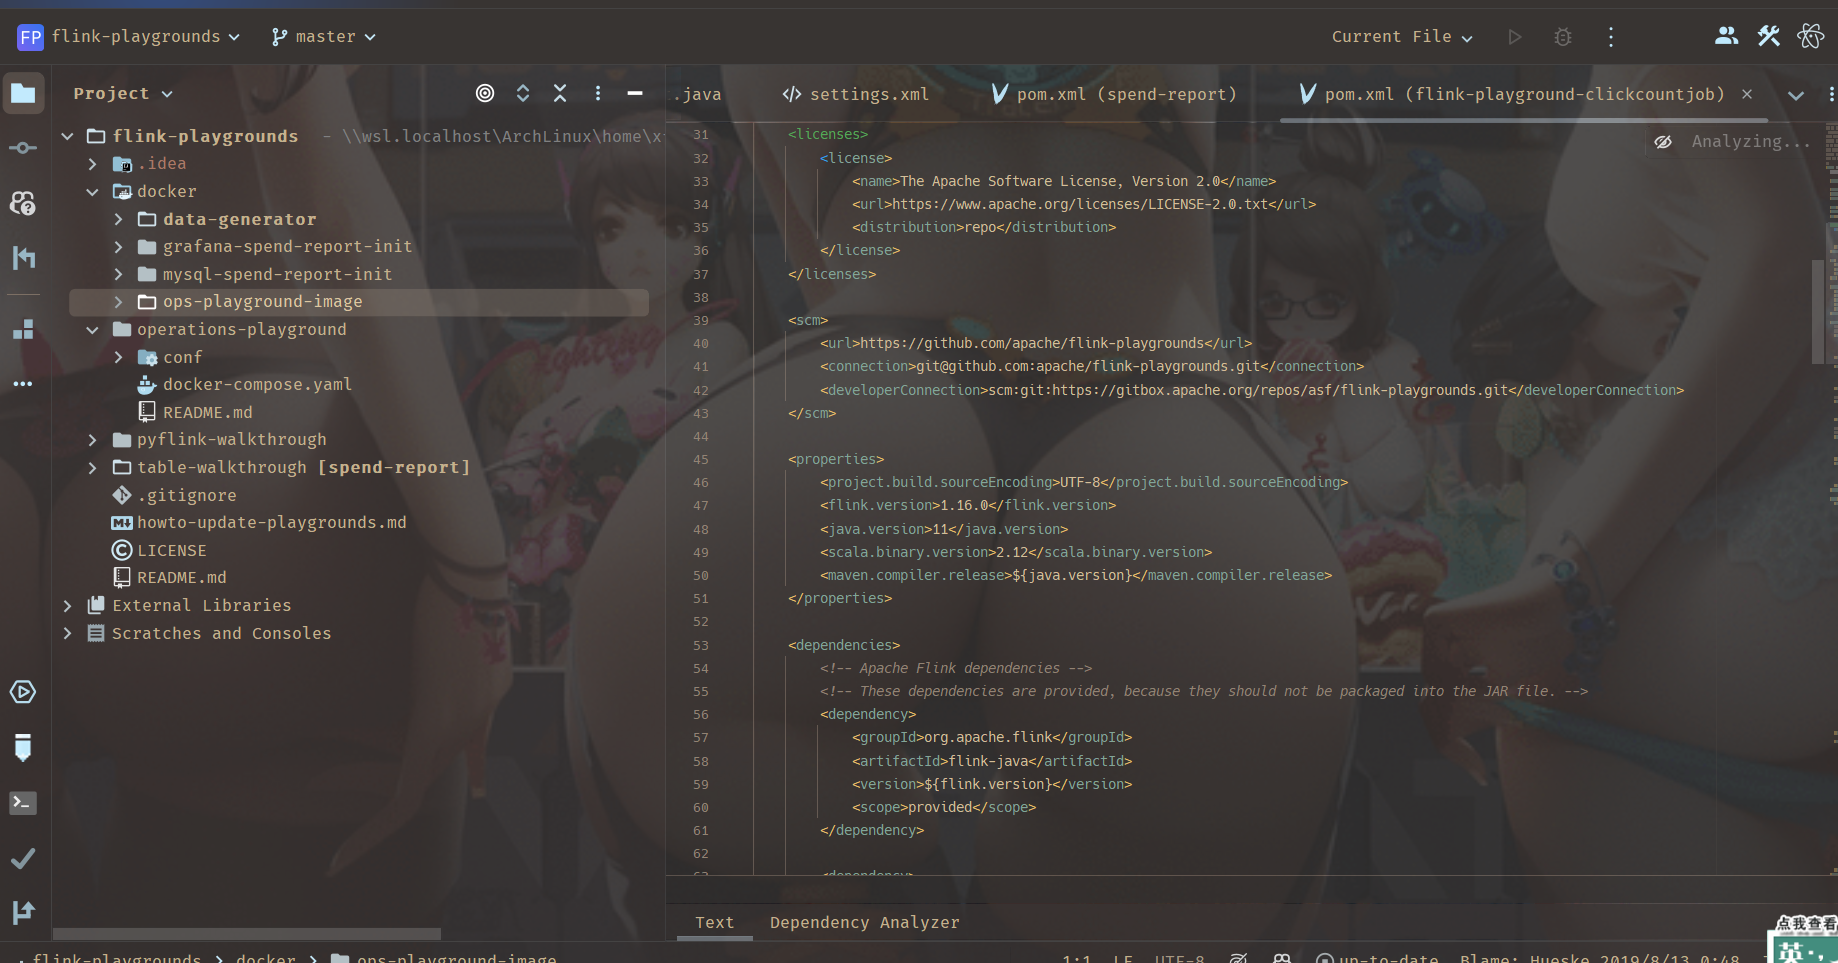 FP flink-playgrounds master Current File
Project
.java settings.xml pom.xml (spend-report) pom.xml (flink-playground-clickcountjob)
Analyzing...
flink-playgrounds - \\wsl.localhost\ArchLinux\home\x
.idea
docker
data-generator
grafana-spend-report-init
mysql-spend-report-init
ops-playground-image
operations-playground
conf
docker-compose.yaml
README.md
pyflink-walkthrough
table-walkthrough [spend-report]
.gitignore
howto-update-playgrounds.md
LICENSE
README.md
External Libraries
Scratches and Consoles
31 <licenses>
32 <license>
33 <name>The Apache Software License, Version 2.0</name>
34 <url>https://www.apache.org/licenses/LICENSE-2.0.txt</url>
35 <distribution>repo</distribution>
36 </license>
37 </licenses>
38
39 <scm>
40 <url>https://github.com/apache/flink-playgrounds</url>
41 <connection>git@github.com:apache/flink-playgrounds.git</connection>
42 <developerConnection>scm:git:https://gitbox.apache.org/repos/asf/flink-playgrounds.git</developerConnection>
43 </scm>
44
45 <properties>
46 <project.build.sourceEncoding>UTF-8</project.build.sourceEncoding>
47 <flink.version>1.16.0</flink.version>
48 <java.version>11</java.version>
49 <scala.binary.version>2.12</scala.binary.version>
50 <maven.compiler.release>${java.version}</maven.compiler.release>
51 </properties>
52
53 <dependencies>
54 <!-- Apache Flink dependencies -->
55 <!-- These dependencies are provided, because they should not be packaged into the JAR file. -->
56 <dependency>
57 <groupId>org.apache.flink</groupId>
58 <artifactId>flink-java</artifactId>
59 <version>${flink.version}</version>
60 <scope>provided</scope>
61 </dependency>
62
63 <dependency>
Text Dependency Analyzer
点我查看
英
flink-playgrounds > docker > ops-playground-image 1:1 LF UTF-8 up-to-date Blame: Hueske 2019/8/13 0:48